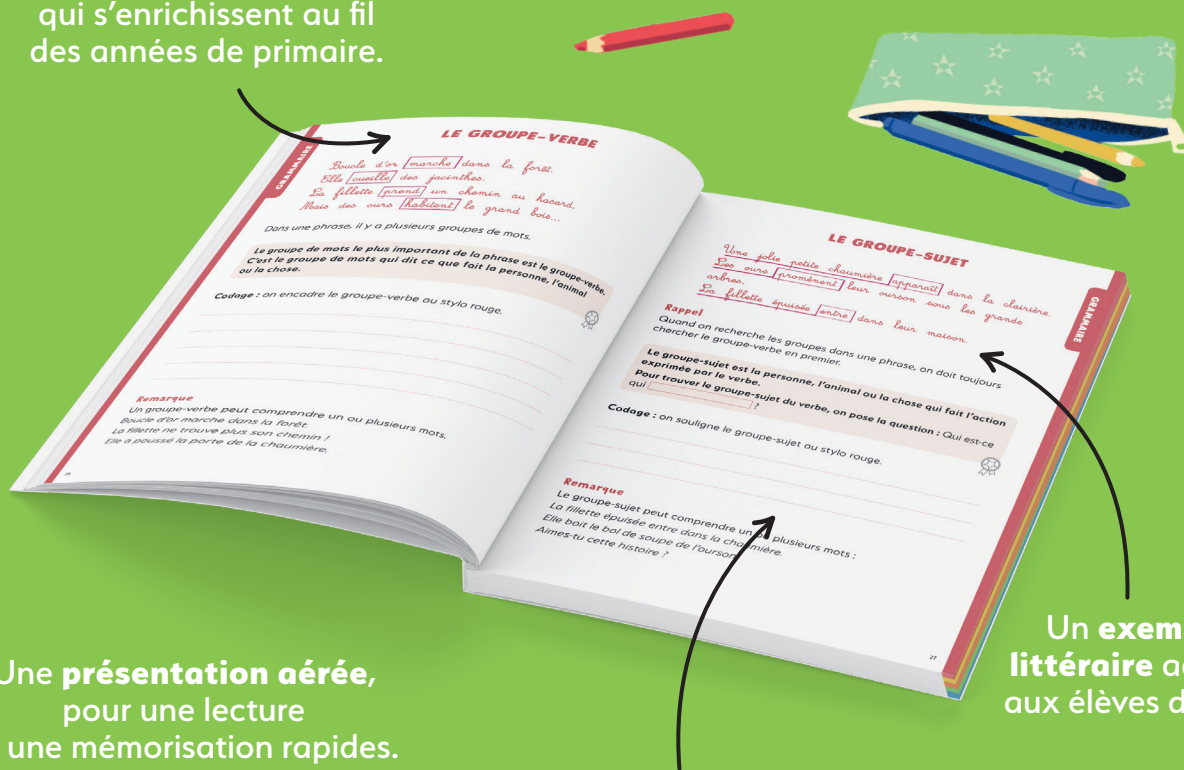 qui s’enrichissent au fil
des années de primaire.
GRAMMAIRE
LE GROUPE-VERBE
Boucle d'or marche dans la forêt.
Elle cueille des jacinthes.
La fillette prend un chemin au hasard.
Mais des ours habitent le grand bois...
Dans une phrase, il y a plusieurs groupes de mots.
Le groupe de mots le plus important de la phrase est le groupe-verbe.
C'est le groupe de mots qui dit ce que fait la personne, l'animal
ou la chose.
Codage : on encadre le groupe-verbe au stylo rouge.
Remarque
Un groupe-verbe peut comprendre un ou plusieurs mots.
Boucle d'or marche dans la forêt.
La fillette ne trouve plus son chemin !
Elle a poussé la porte de la chaumière.
LE GROUPE-SUJET
Une jolie petite chaumière apparaît dans la clairière.
Les ours promènent leur ourson sous les grands
arbres.
La fillette épuisée entre dans leur maison.
GRAMMAIRE
Rappel
Quand on recherche les groupes dans une phrase, on doit toujours
chercher le groupe-verbe en premier.
Le groupe-sujet est la personne, l'animal ou la chose qui fait l'action
exprimée par le verbe.
Pour trouver le groupe-sujet du verbe, on pose la question : Qui est-ce
qui ?
Codage : on souligne le groupe-sujet au stylo rouge.
Remarque
Le groupe-sujet peut comprendre un ou plusieurs mots :
La fillette épuisée entre dans la chaumière.
Elle boit le bol de soupe de l'ourson.
Aimes-tu cette histoire ?
27
Un exem
littéraire a
aux élèves d
Une présentation aérée,
pour une lecture
une mémorisation rapides.